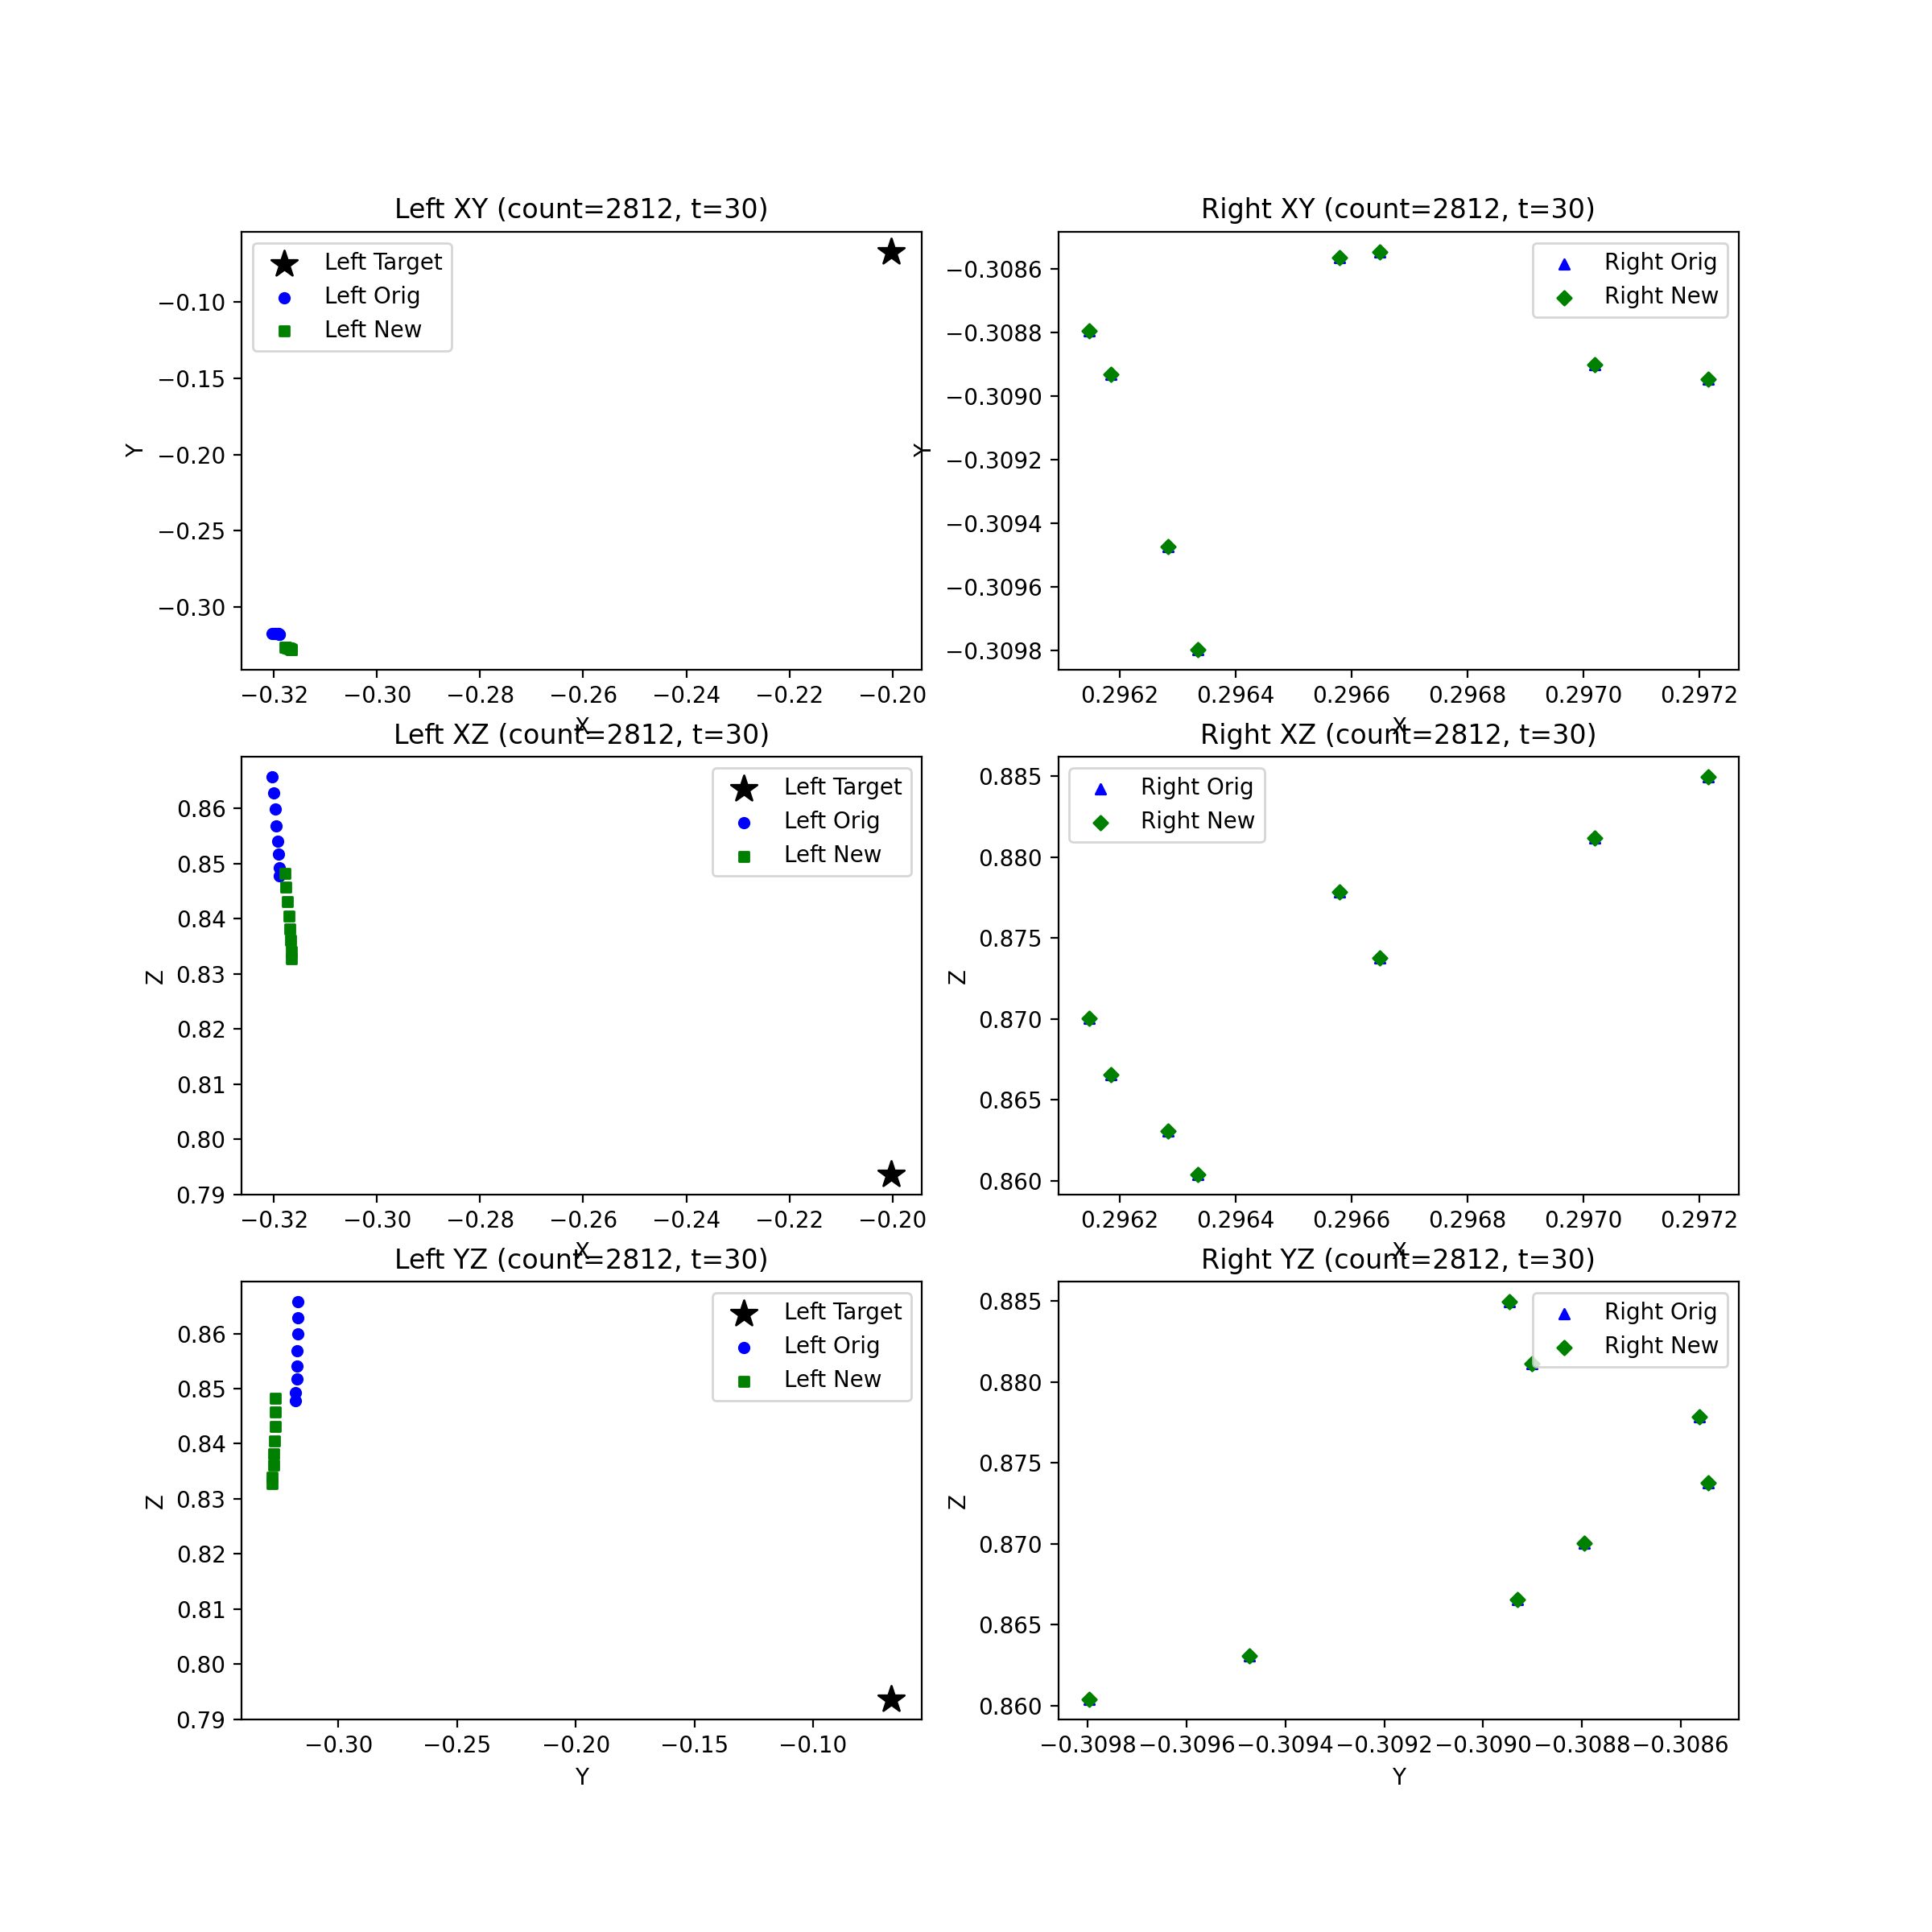 Left XY (count=2812, t=30)
Left Target
Left Orig
Left New
−0.10
−0.15
−0.20
−0.25
−0.30
Y
−0.32 −0.30 −0.28 −0.26 −0.24 −0.22 −0.20
X
Right XY (count=2812, t=30)
Right Orig
Right New
−0.3086
−0.3088
−0.3090
−0.3092
−0.3094
−0.3096
−0.3098
Y
0.2962 0.2964 0.2966 0.2968 0.2970 0.2972
X
Left XZ (count=2812, t=30)
Left Target
Left Orig
Left New
0.86
0.85
0.84
0.83
0.82
0.81
0.80
0.79
Z
−0.32 −0.30 −0.28 −0.26 −0.24 −0.22 −0.20
X
Right XZ (count=2812, t=30)
Right Orig
Right New
0.885
0.880
0.875
0.870
0.865
0.860
Z
0.2962 0.2964 0.2966 0.2968 0.2970 0.2972
X
Left YZ (count=2812, t=30)
Left Target
Left Orig
Left New
0.86
0.85
0.84
0.83
0.82
0.81
0.80
0.79
Z
−0.30 −0.25 −0.20 −0.15 −0.10
Y
Right YZ (count=2812, t=30)
Right Orig
Right New
0.885
0.880
0.875
0.870
0.865
0.860
Z
−0.3098 −0.3096 −0.3094 −0.3092 −0.3090 −0.3088 −0.3086
Y